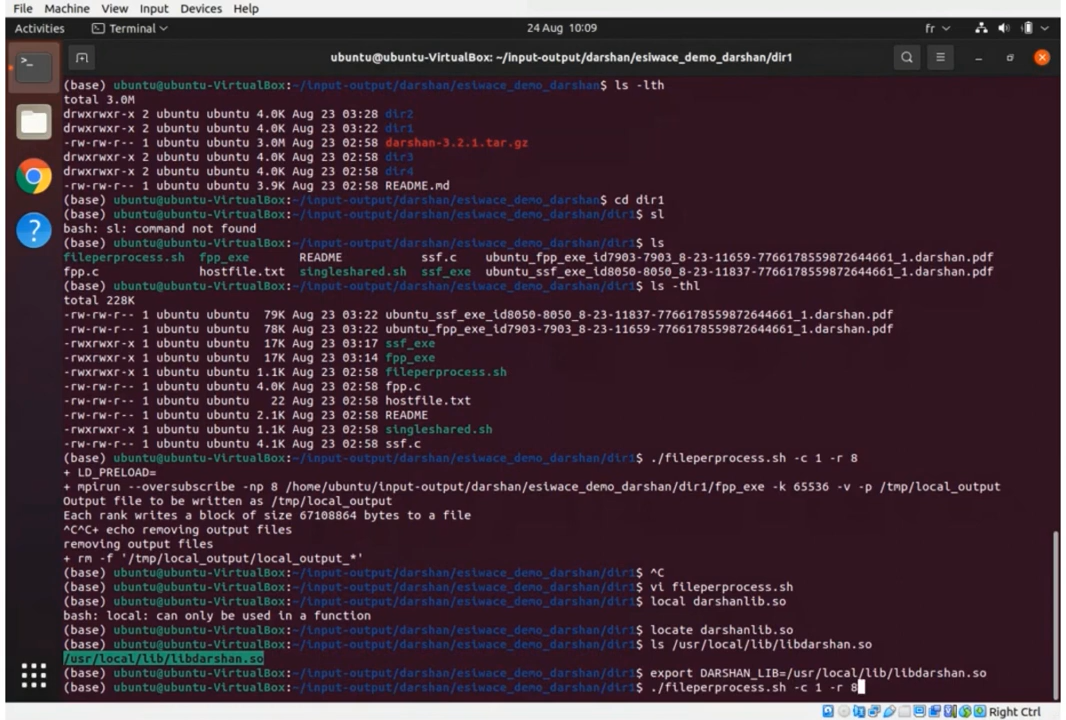 File Machine View Input Devices Help
Activities Terminal 24 Aug 10:09 fr
ubuntu@ubuntu-VirtualBox: ~/input-output/darshan/esiwace_demo_darshan/dir1
(base) ubuntu@ubuntu-VirtualBox:~/input-output/darshan/esiwace_demo_darshan$ ls -lth
total 3.0M
drwxrwxr-x 2 ubuntu ubuntu 4.0K Aug 23 03:28 dir2
drwxrwxr-x 2 ubuntu ubuntu 4.0K Aug 23 03:22 dir1
-rw-rw-r-- 1 ubuntu ubuntu 3.0M Aug 23 02:58 darshan-3.2.1.tar.gz
drwxrwxr-x 2 ubuntu ubuntu 4.0K Aug 23 02:58 dir3
drwxrwxr-x 2 ubuntu ubuntu 4.0K Aug 23 02:58 dir4
-rw-rw-r-- 1 ubuntu ubuntu 3.9K Aug 23 02:58 README.md
(base) ubuntu@ubuntu-VirtualBox:~/input-output/darshan/esiwace_demo_darshan$ cd dir1
(base) ubuntu@ubuntu-VirtualBox:~/input-output/darshan/esiwace_demo_darshan/dir1$ sl
bash: sl: command not found
(base) ubuntu@ubuntu-VirtualBox:~/input-output/darshan/esiwace_demo_darshan/dir1$ ls
fileperprocess.sh fpp_exe README ssf.c ubuntu_fpp_exe_id7903-7903_8-23-11659-7766178559872644661_1.darshan.pdf
fpp.c hostfile.txt singleshared.sh ssf_exe ubuntu_ssf_exe_id8050-8050_8-23-11837-7766178559872644661_1.darshan.pdf
(base) ubuntu@ubuntu-VirtualBox:~/input-output/darshan/esiwace_demo_darshan/dir1$ ls -thl
total 228K
-rw-rw-r-- 1 ubuntu ubuntu 79K Aug 23 03:22 ubuntu_ssf_exe_id8050-8050_8-23-11837-7766178559872644661_1.darshan.pdf
-rw-rw-r-- 1 ubuntu ubuntu 78K Aug 23 03:22 ubuntu_fpp_exe_id7903-7903_8-23-11659-7766178559872644661_1.darshan.pdf
-rwxrwxr-x 1 ubuntu ubuntu 17K Aug 23 03:17 ssf_exe
-rwxrwxr-x 1 ubuntu ubuntu 17K Aug 23 03:14 fpp_exe
-rwxrwxr-x 1 ubuntu ubuntu 1.1K Aug 23 02:58 fileperprocess.sh
-rw-rw-r-- 1 ubuntu ubuntu 4.0K Aug 23 02:58 fpp.c
-rw-rw-r-- 1 ubuntu ubuntu 22 Aug 23 02:58 hostfile.txt
-rw-rw-r-- 1 ubuntu ubuntu 2.1K Aug 23 02:58 README
-rwxrwxr-x 1 ubuntu ubuntu 1.1K Aug 23 02:58 singleshared.sh
-rw-rw-r-- 1 ubuntu ubuntu 4.1K Aug 23 02:58 ssf.c
(base) ubuntu@ubuntu-VirtualBox:~/input-output/darshan/esiwace_demo_darshan/dir1$ ./fileperprocess.sh -c 1 -r 8
+ LD_PRELOAD=
+ mpirun --oversubscribe -np 8 /home/ubuntu/input-output/darshan/esiwace_demo_darshan/dir1/fpp_exe -k 65536 -v -p /tmp/local_output
Output file to be written as /tmp/local_output
Each rank writes a block of size 67108864 bytes to a file
^C^C+ echo removing output files
removing output files
+ rm -f '/tmp/local_output/local_output_*'
(base) ubuntu@ubuntu-VirtualBox:~/input-output/darshan/esiwace_demo_darshan/dir1$ ^C
(base) ubuntu@ubuntu-VirtualBox:~/input-output/darshan/esiwace_demo_darshan/dir1$ vi fileperprocess.sh
(base) ubuntu@ubuntu-VirtualBox:~/input-output/darshan/esiwace_demo_darshan/dir1$ local darshanlib.so
bash: local: can only be used in a function
(base) ubuntu@ubuntu-VirtualBox:~/input-output/darshan/esiwace_demo_darshan/dir1$ locate darshanlib.so
(base) ubuntu@ubuntu-VirtualBox:~/input-output/darshan/esiwace_demo_darshan/dir1$ ls /usr/local/lib/libdarshan.so
/usr/local/lib/libdarshan.so
(base) ubuntu@ubuntu-VirtualBox:~/input-output/darshan/esiwace_demo_darshan/dir1$ export DARSHAN_LIB=/usr/local/lib/libdarshan.so
(base) ubuntu@ubuntu-VirtualBox:~/input-output/darshan/esiwace_demo_darshan/dir1$ ./fileperprocess.sh -c 1 -r 8
Right Ctrl